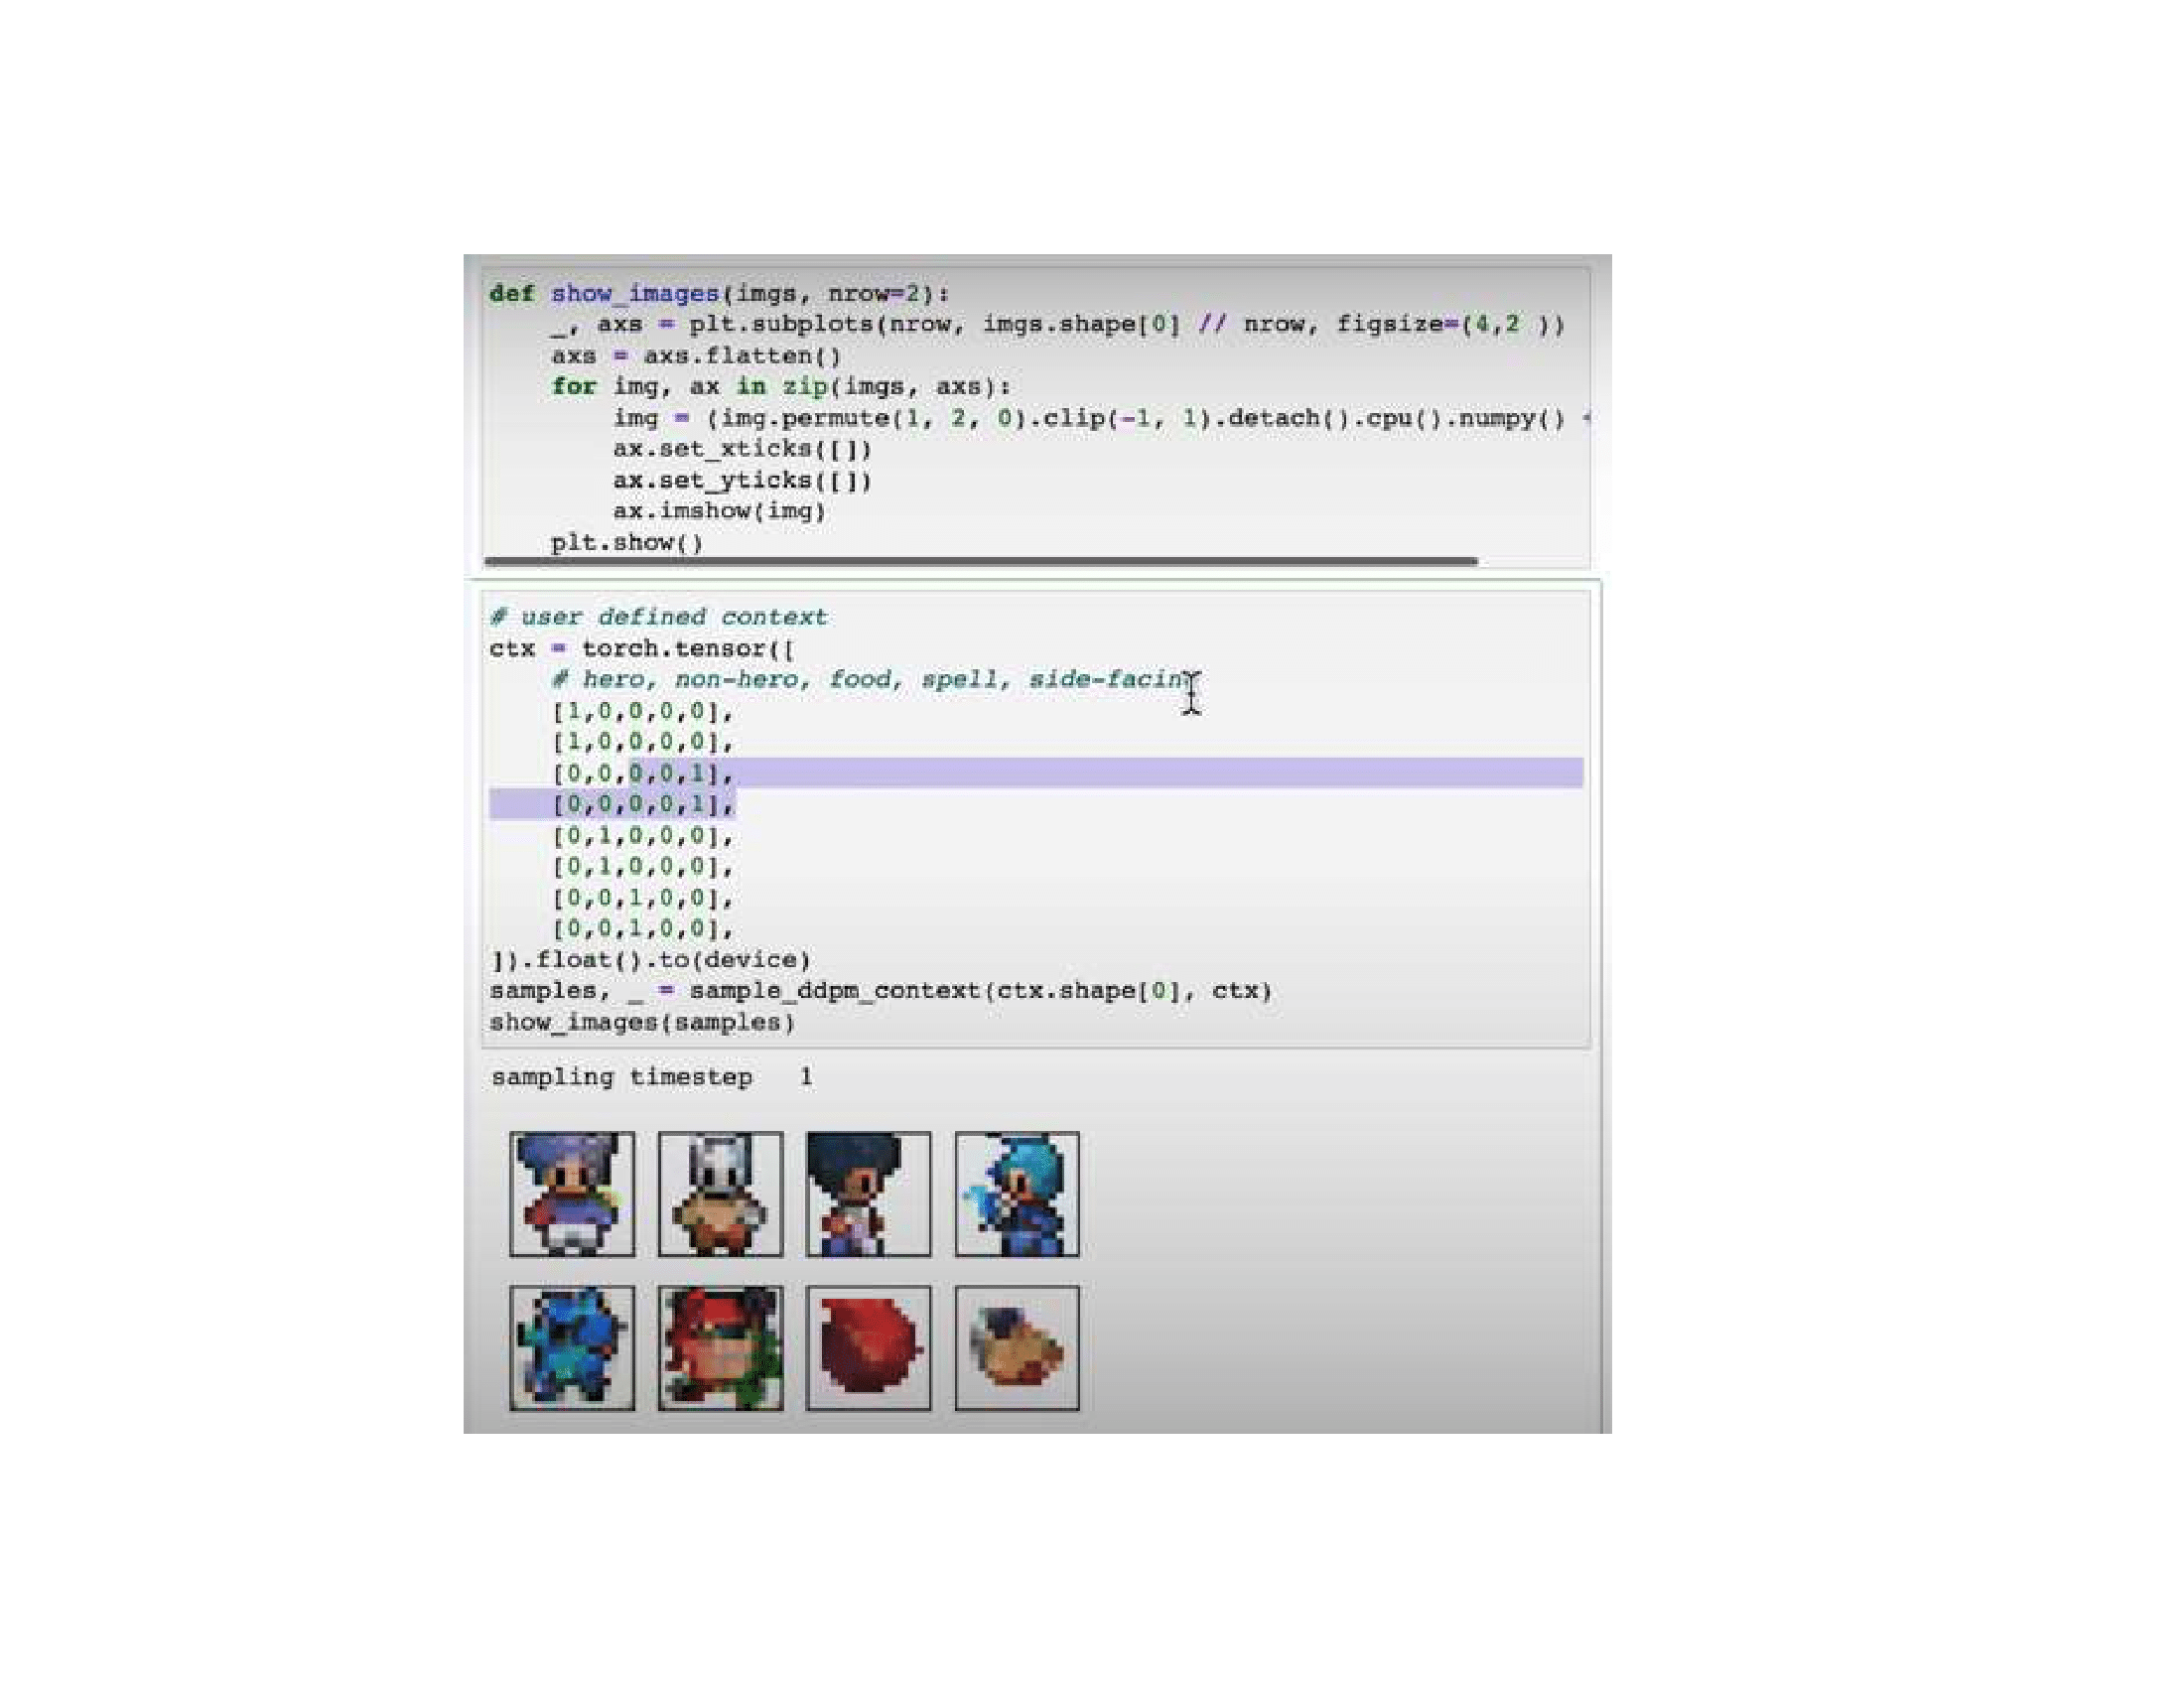 def show_images(imgs, nrow=2):
    _, axs = plt.subplots(nrow, imgs.shape[0] // nrow, figsize=(4,2 ))
    axs = axs.flatten()
    for img, ax in zip(imgs, axs):
        img = (img.permute(1, 2, 0).clip(-1, 1).detach().cpu().numpy()
        ax.set_xticks([])
        ax.set_yticks([])
        ax.imshow(img)
    plt.show()
# user defined context
ctx = torch.tensor([
    # hero, non-hero, food, spell, side-facing
    [1,0,0,0,0],
    [1,0,0,0,0],
    [0,0,0,0,1],
    [0,0,0,0,1],
    [0,1,0,0,0],
    [0,1,0,0,0],
    [0,0,1,0,0],
    [0,0,1,0,0],
]).float().to(device)
samples, _ = sample_ddpm_context(ctx.shape[0], ctx)
show_images(samples)
sampling timestep   1